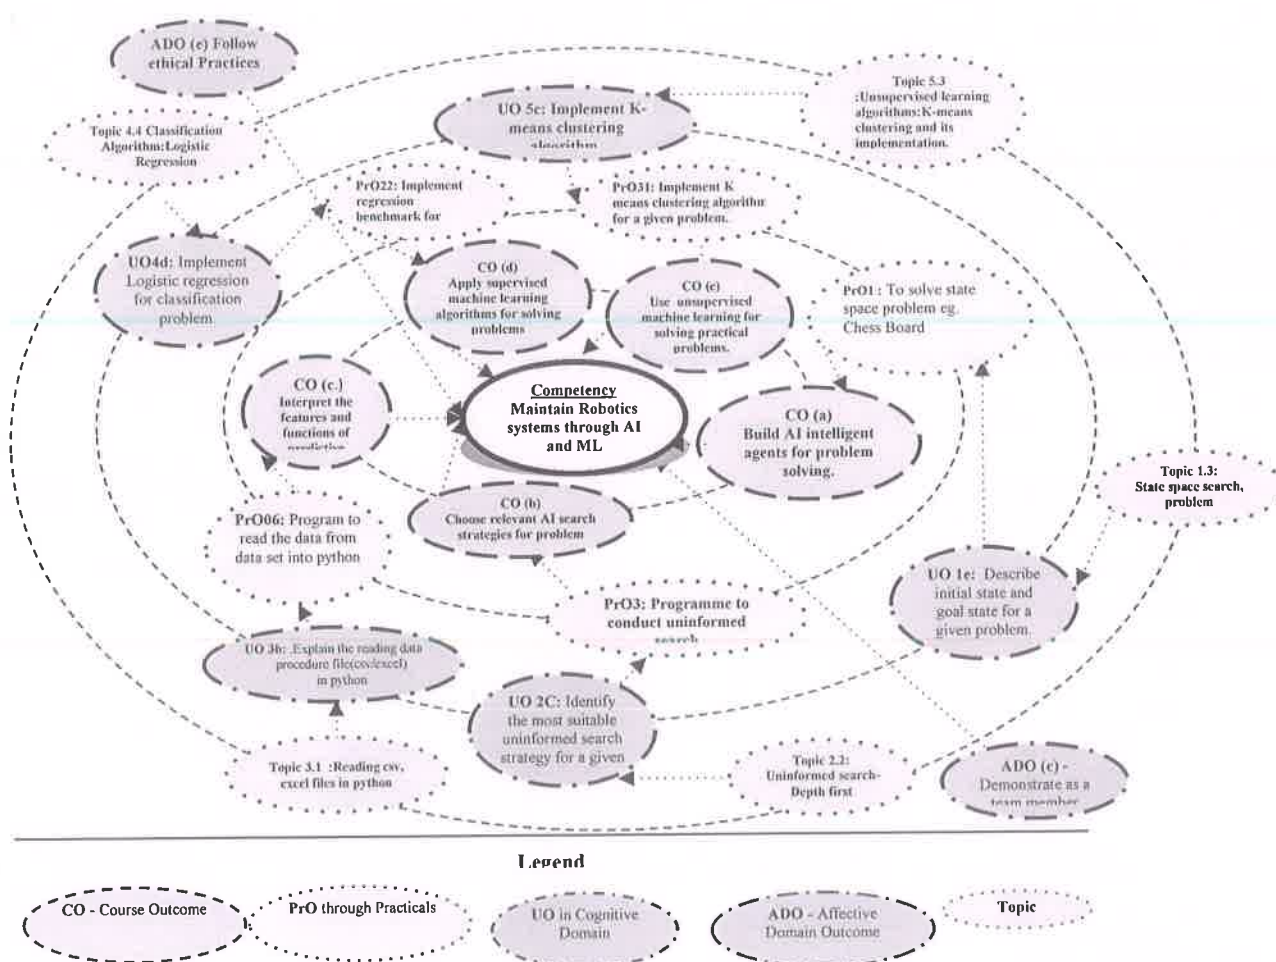 ADO (e) Follow
ethical Practices
Topic 5.3
:Unsupervised learning
algorithms:K-means
clustering and its
implementation.
UO 5c: Implement K-
means clustering
algorithm
Topic 4.4 Classification
Algorithm:Logistic
Regression
PrO22: Implement
regression
benchmark for
PrO31: Implement K
means clustering algorithm
for a given problem.
UO4d: Implement
Logistic regression
for classification
problem
CO (d)
Apply supervised
machine learning
algorithms for solving
problems
CO (e)
Use unsupervised
machine learning for
solving practical
problems.
PrO1 : To solve state
space problem eg.
Chess Board
CO (c.)
Interpret the
features and
functions of
Competency
Maintain Robotics
systems through AI
and ML
CO (a)
Build AI intelligent
agents for problem
solving.
Topic 1.3:
State space search,
problem
CO (b)
Choose relevant AI search
strategies for problem
PrO06: Program to
read the data from
data set into python
UO 1e: Describe
initial state and
goal state for a
given problem.
PrO3: Programme to
conduct uninformed
search
UO 3b: .Explain the reading data
procedure file(csv/excel)
in python
UO 2C: Identify
the most suitable
uninformed search
strategy for a given
Topic 3.1 :Reading csv,
excel files in python
Topic 2.2:
Uninformed search-
Depth first
ADO (c) -
Demonstrate as a
team member
Legend
CO - Course Outcome
PrO through Practicals
UO in Cognitive
Domain
ADO - Affective
Domain Outcome
Topic